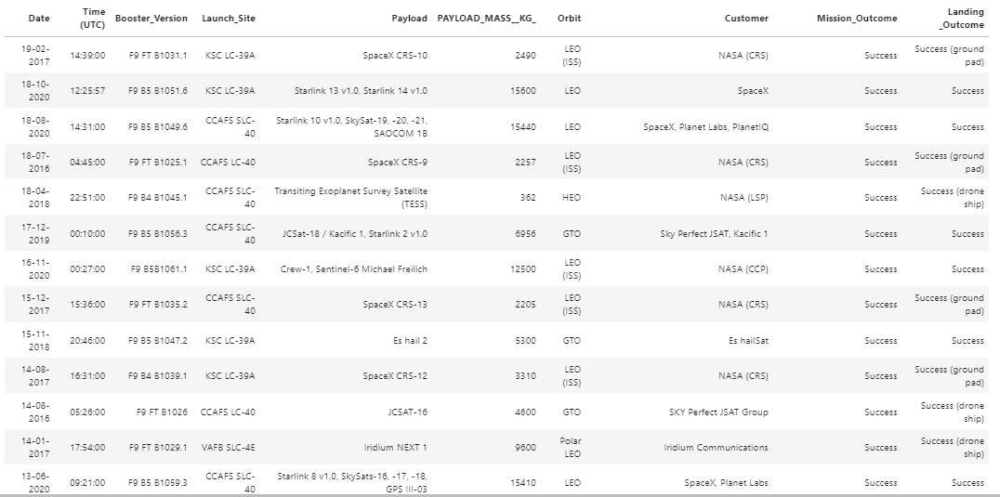 Date Time (UTC) Booster_Version Launch_Site Payload PAYLOAD_MASS__KG_ Orbit Customer Mission_Outcome Landing _Outcome
19-02-2017 14:39:00 F9 FT B1031.1 KSC LC-39A SpaceX CRS-10 2490 LEO (ISS) NASA (CRS) Success Success (ground pad)
18-10-2020 12:25:57 F9 B5 B1051.6 KSC LC-39A Starlink 13 v1.0, Starlink 14 v1.0 15600 LEO SpaceX Success Success
18-08-2020 14:31:00 F9 B5 B1049.6 CCAFS SLC-40 Starlink 10 v1.0, SkySat-19, -20, -21, SAOCOM 1B 15440 LEO SpaceX, Planet Labs, PlanetIQ Success Success
18-07-2016 04:45:00 F9 FT B1025.1 CCAFS LC-40 SpaceX CRS-9 2257 LEO (ISS) NASA (CRS) Success Success (ground pad)
18-04-2018 22:51:00 F9 B4 B1045.1 CCAFS SLC-40 Transiting Exoplanet Survey Satellite (TESS) 362 HEO NASA (LSP) Success Success (drone ship)
17-12-2019 00:10:00 F9 B5 B1056.3 CCAFS SLC-40 JCSat-18 / Kacific 1, Starlink 2 v1.0 6956 GTO Sky Perfect JSAT, Kacific 1 Success Success
16-11-2020 00:27:00 F9 B5B1061.1 KSC LC-39A Crew-1, Sentinel-6 Michael Freilich 12500 LEO (ISS) NASA (CCP) Success Success
15-12-2017 15:36:00 F9 FT B1035.2 CCAFS SLC-40 SpaceX CRS-13 2205 LEO (ISS) NASA (CRS) Success Success (ground pad)
15-11-2018 20:46:00 F9 B5 B1047.2 KSC LC-39A Es hail 2 5300 GTO Es hailSat Success Success
14-08-2017 16:31:00 F9 B4 B1039.1 KSC LC-39A SpaceX CRS-12 3310 LEO (ISS) NASA (CRS) Success Success (ground pad)
14-08-2016 05:26:00 F9 FT B1026 CCAFS LC-40 JCSAT-16 4600 GTO SKY Perfect JSAT Group Success Success (drone ship)
14-01-2017 17:54:00 F9 FT B1029.1 VAFB SLC-4E Iridium NEXT 1 9600 Polar LEO Iridium Communications Success Success (drone ship)
13-06-2020 09:21:00 F9 B5 B1059.3 CCAFS SLC-40 Starlink 8 v1.0, SkySats-16, -17, -18, GPS III-03 15410 LEO SpaceX, Planet Labs Success Success